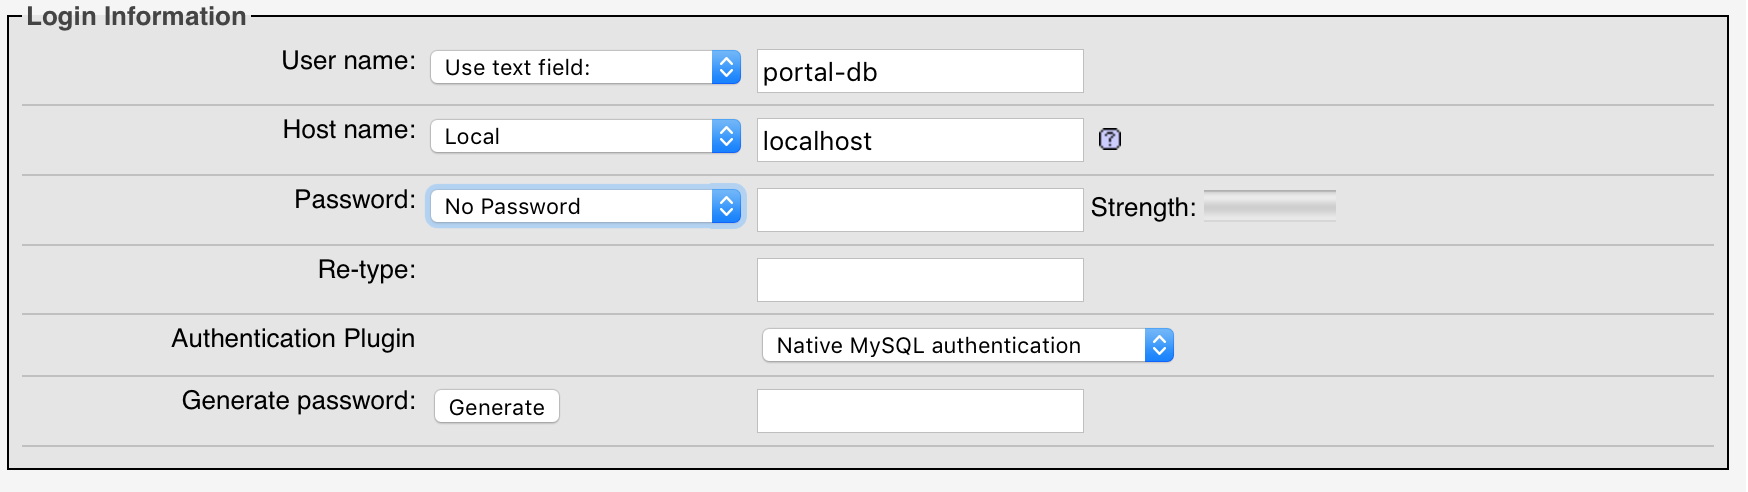 Login Information
User name: Use text field: portal-db
Host name: Local localhost ?
Password: No Password Strength:
Re-type:
Authentication Plugin Native MySQL authentication
Generate password: Generate